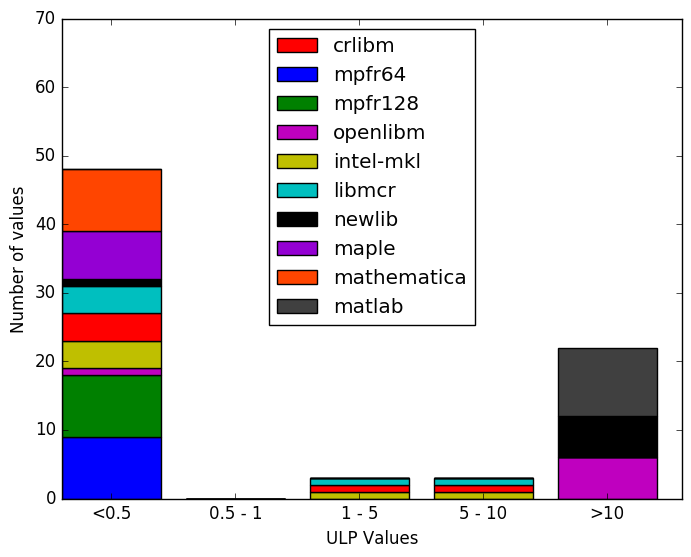 70
60
50
40
30
20
10
0
Number of values
crlibm
mpfr64
mpfr128
openlibm
intel-mkl
libmcr
newlib
maple
mathematica
matlab
<0.5 0.5 - 1 1 - 5 5 - 10 >10
ULP Values